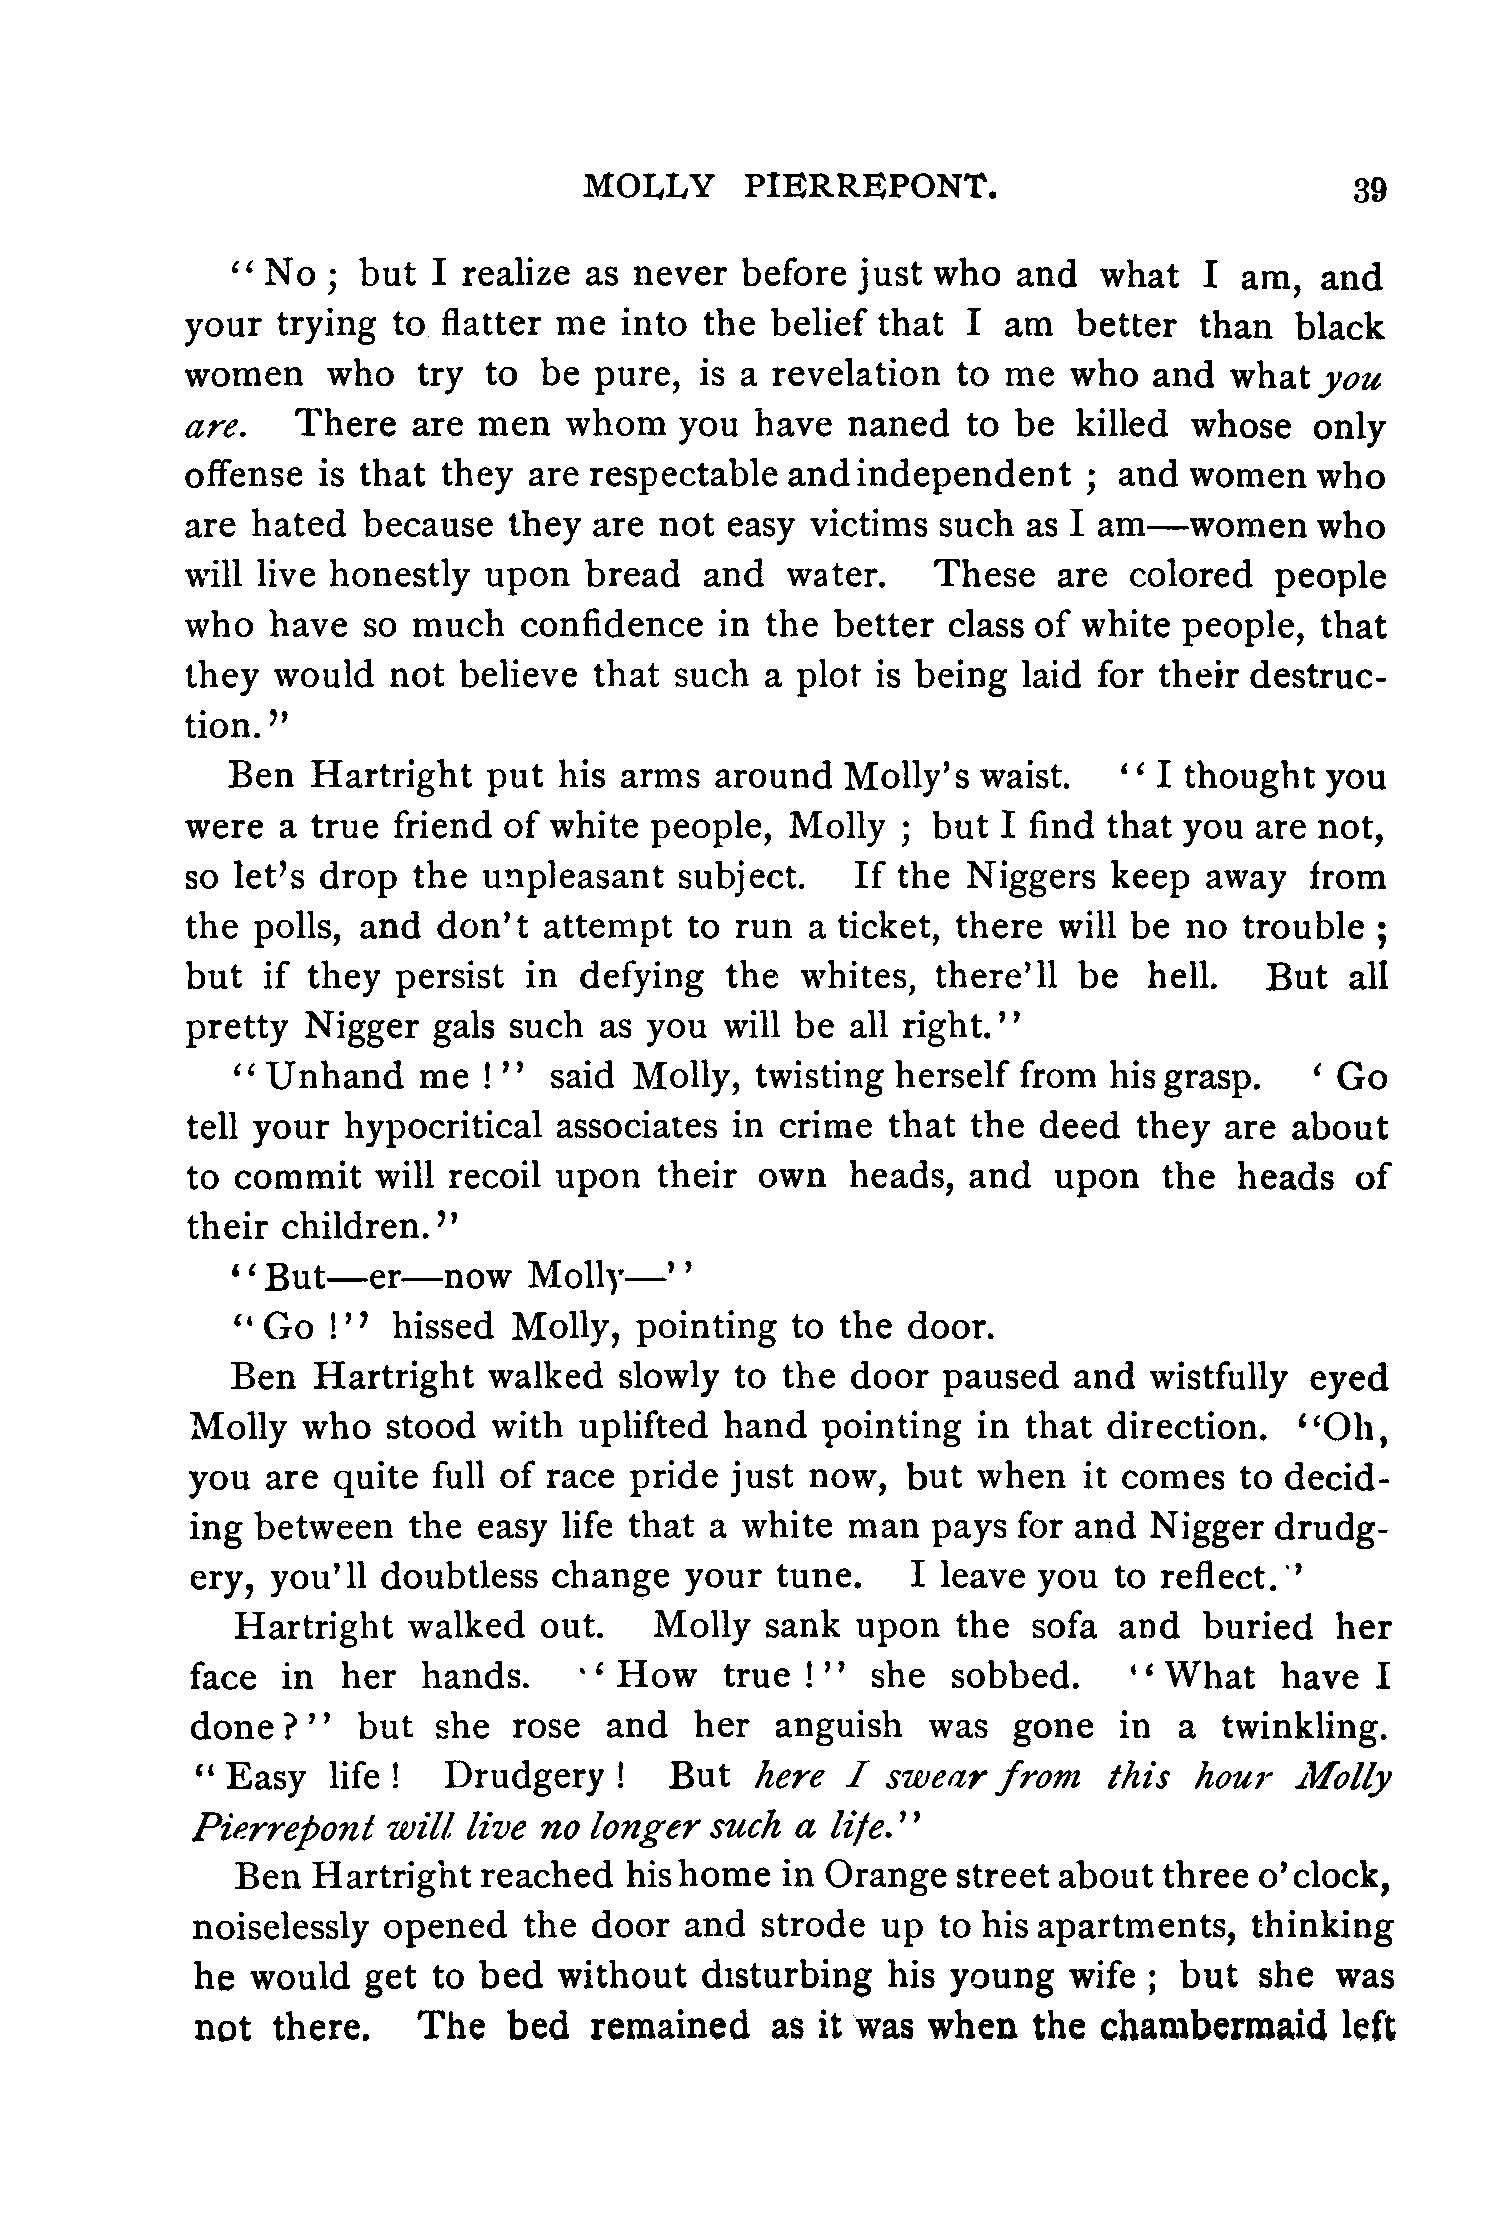 MOLLY PIERREPONT. 39
"No ; but I realize as never before just who and what I am, and
your trying to flatter me into the belief that I am better than black
women who try to be pure, is a revelation to me who and what you
are. There are men whom you have naned to be killed whose only
offense is that they are respectable and independent ; and women who
are hated because they are not easy victims such as I am—women who
will live honestly upon bread and water. These are colored people
who have so much confidence in the better class of white people, that
they would not believe that such a plot is being laid for their destruc-
tion."
Ben Hartright put his arms around Molly's waist. "I thought you
were a true friend of white people, Molly ; but I find that you are not,
so let's drop the unpleasant subject. If the Niggers keep away from
the polls, and don't attempt to run a ticket, there will be no trouble ;
but if they persist in defying the whites, there'll be hell. But all
pretty Nigger gals such as you will be all right."
"Unhand me !" said Molly, twisting herself from his grasp. ' Go
tell your hypocritical associates in crime that the deed they are about
to commit will recoil upon their own heads, and upon the heads of
their children."
"But—er—now Molly—"
"Go !" hissed Molly, pointing to the door.
Ben Hartright walked slowly to the door paused and wistfully eyed
Molly who stood with uplifted hand pointing in that direction. "Oh,
you are quite full of race pride just now, but when it comes to decid-
ing between the easy life that a white man pays for and Nigger drudg-
ery, you'll doubtless change your tune. I leave you to reflect."
Hartright walked out. Molly sank upon the sofa and buried her
face in her hands. "How true !" she sobbed. "What have I
done?" but she rose and her anguish was gone in a twinkling.
"Easy life ! Drudgery ! But here I swear from this hour Molly
Pierrepont will live no longer such a life."
Ben Hartright reached his home in Orange street about three o'clock,
noiselessly opened the door and strode up to his apartments, thinking
he would get to bed without disturbing his young wife ; but she was
not there. The bed remained as it was when the chambermaid left